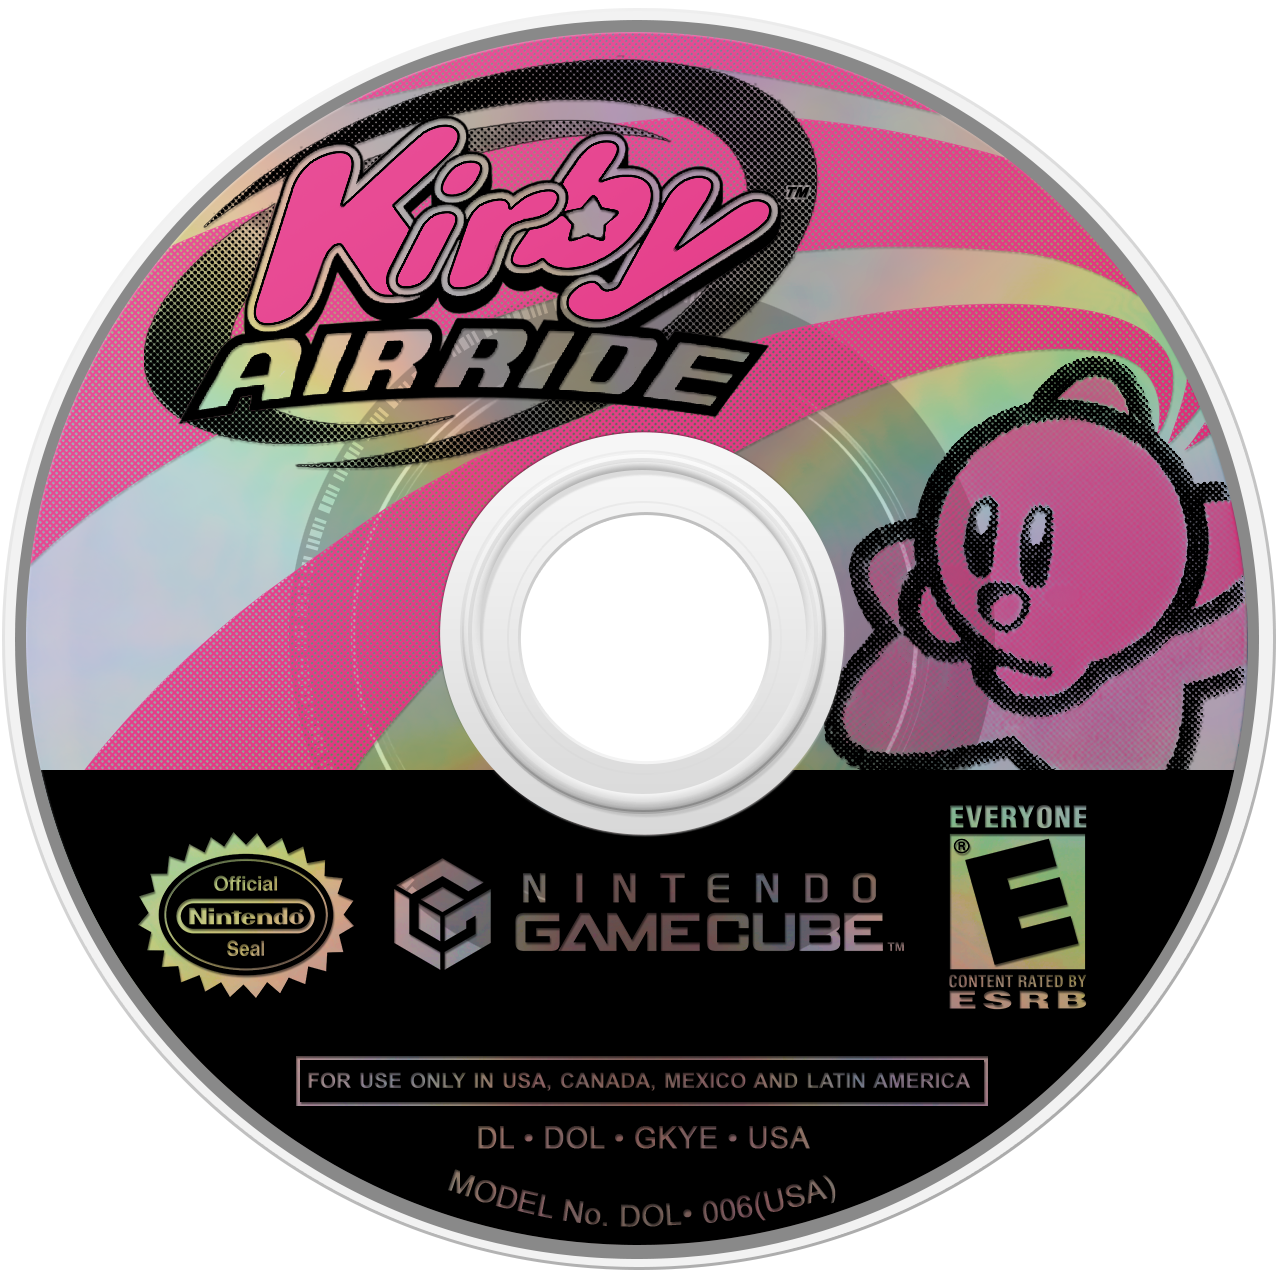 Kirby™
AIR RIDE
EVERYONE
®
E
CONTENT RATED BY
ESRB
Official
Nintendo®
Seal
NINTENDO
GAMECUBE™
FOR USE ONLY IN USA, CANADA, MEXICO AND LATIN AMERICA
DL • DOL • GKYE • USA
MODEL No. DOL• 006(USA)